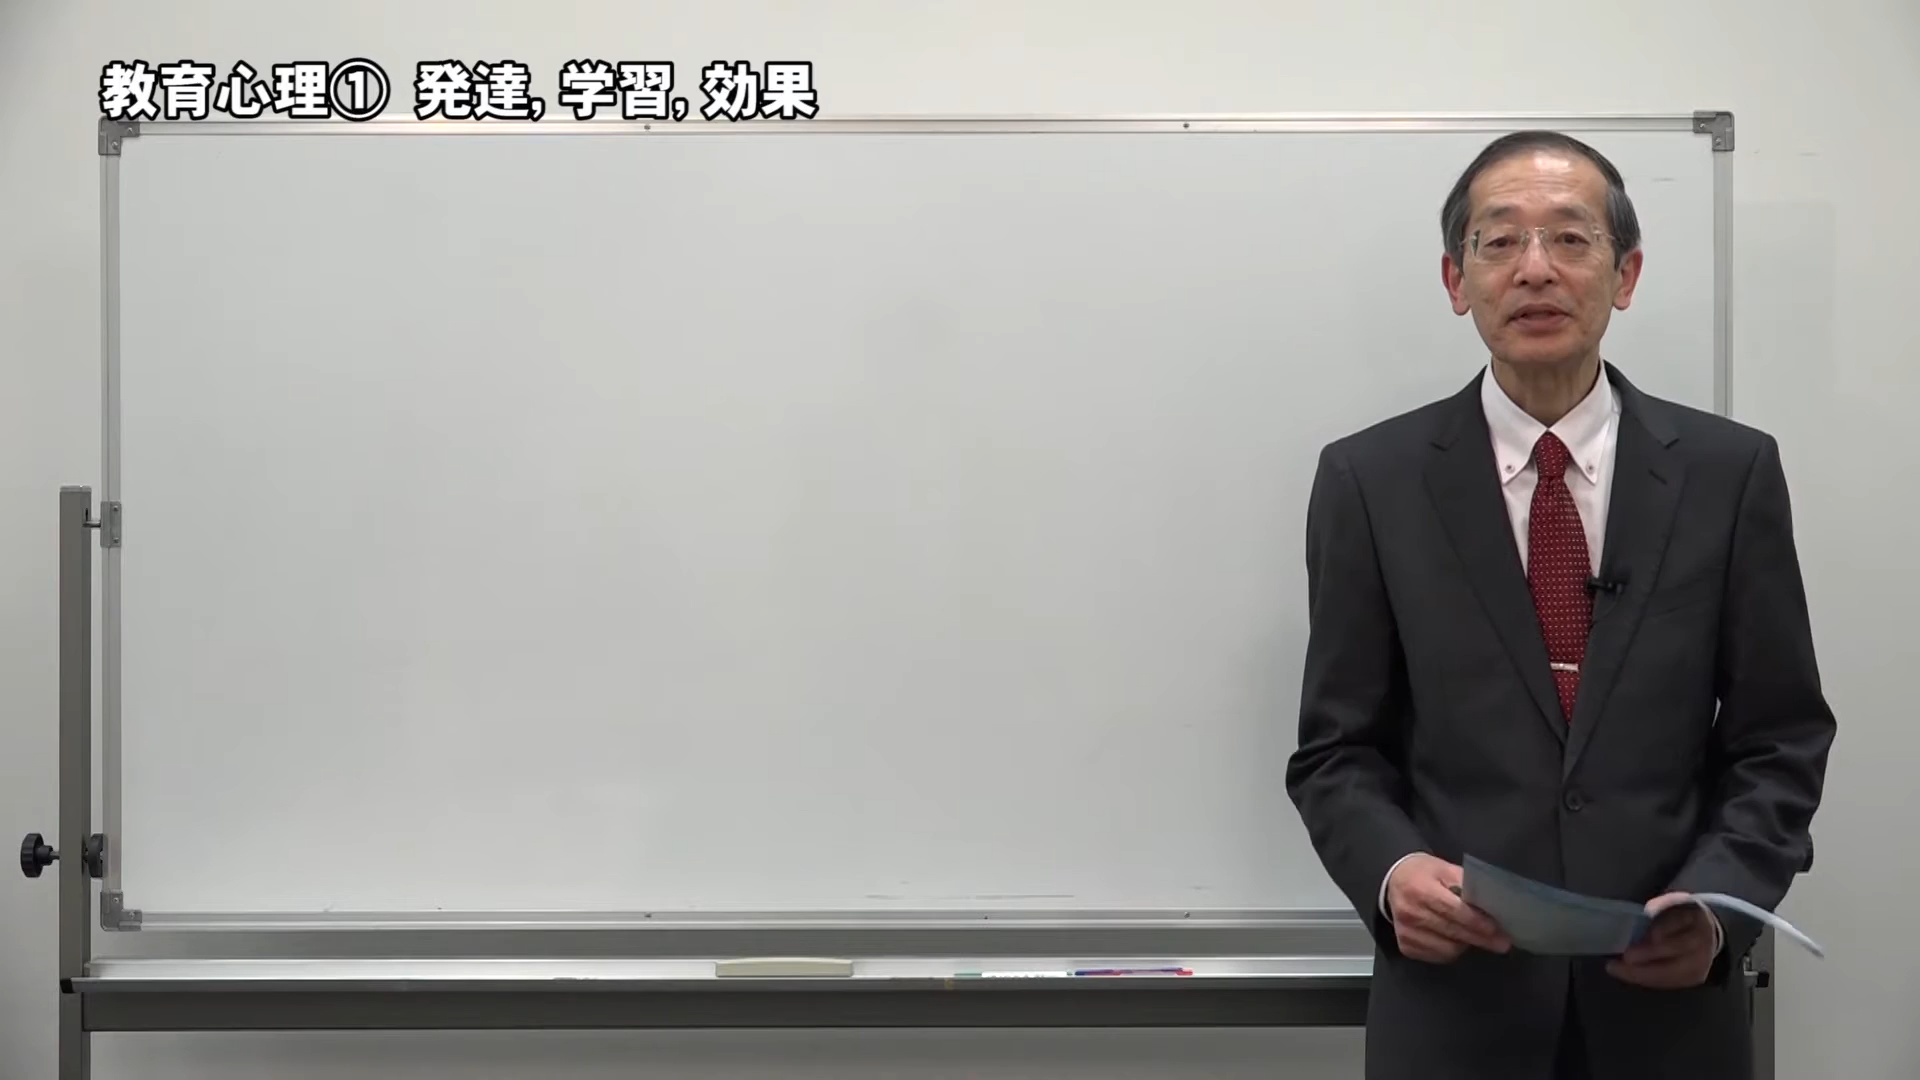 教育心理① 発達, 学習, 効果